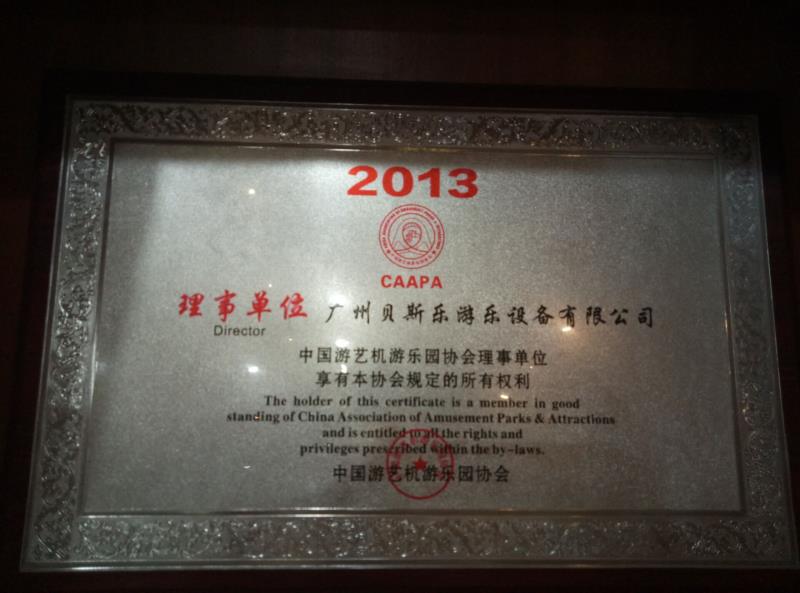 2013
CAAPA
理事单位 广州贝斯乐游乐设备有限公司
Director
中国游艺机游乐园协会理事单位
享有本协会规定的所有权利
The holder of this certificate is a member in good
standing of China Association of Amusement Parks & Attractions
and is entitled to all the rights and
privileges prescribed within the by-laws.
中国游艺机游乐园协会